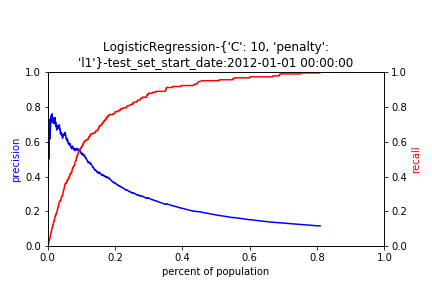 LogisticRegression-{'C': 10, 'penalty':
'l1'}-test_set_start_date:2012-01-01 00:00:00
1.0
0.8
0.6
0.4
0.2
0.0
precision
1.0
0.8
0.6
0.4
0.2
0.0
recall
0.0 0.2 0.4 0.6 0.8 1.0
percent of population